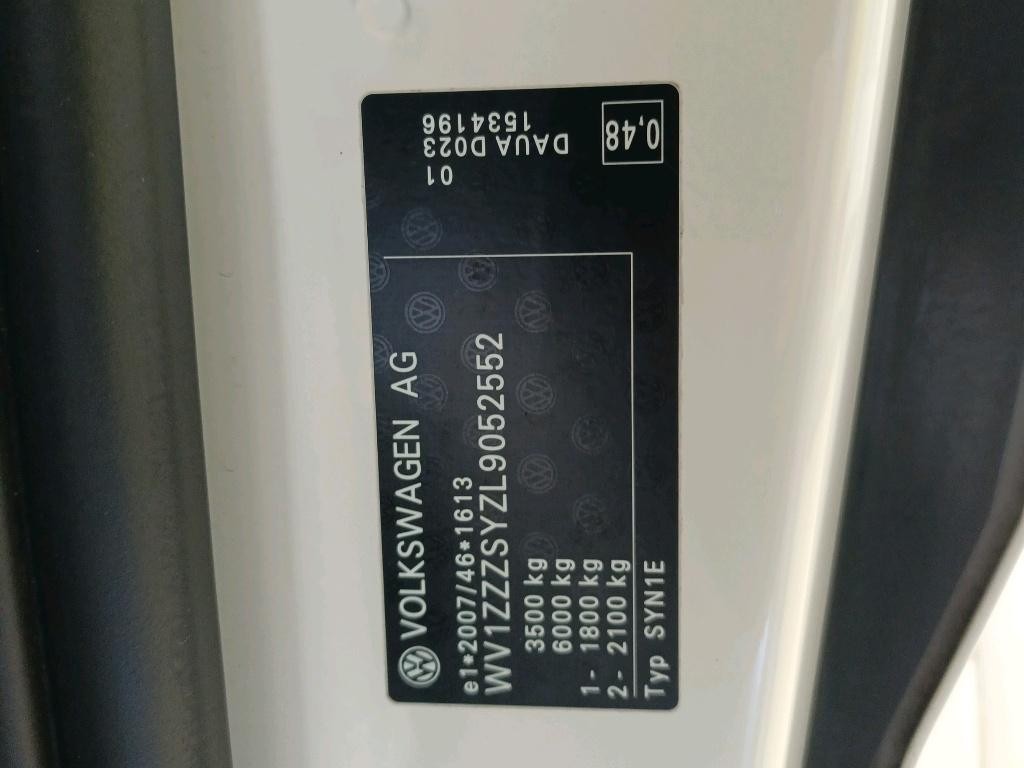 VOLKSWAGEN AG
e1*2007/46*1613
WV1ZZZSYZL9052552
3500 kg
6000 kg
1- 1800 kg
2- 2100 kg
Typ SYN1E
01
DAUA D023
1534196
0,48